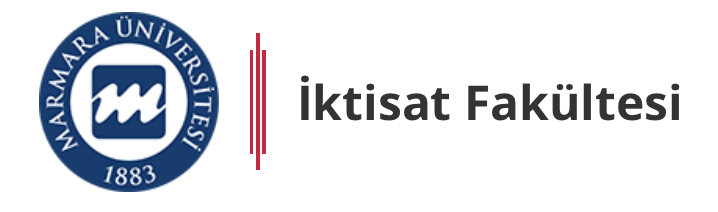 MARMARA ÜNİVERSİTESİ
m
1883
İktisat Fakültesi